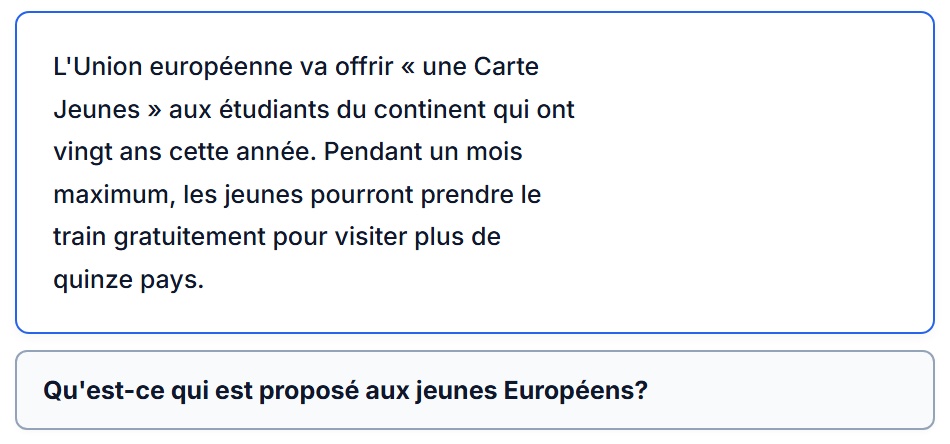 L'Union européenne va offrir « une Carte
Jeunes » aux étudiants du continent qui ont
vingt ans cette année. Pendant un mois
maximum, les jeunes pourront prendre le
train gratuitement pour visiter plus de
quinze pays.
Qu'est-ce qui est proposé aux jeunes Européens?